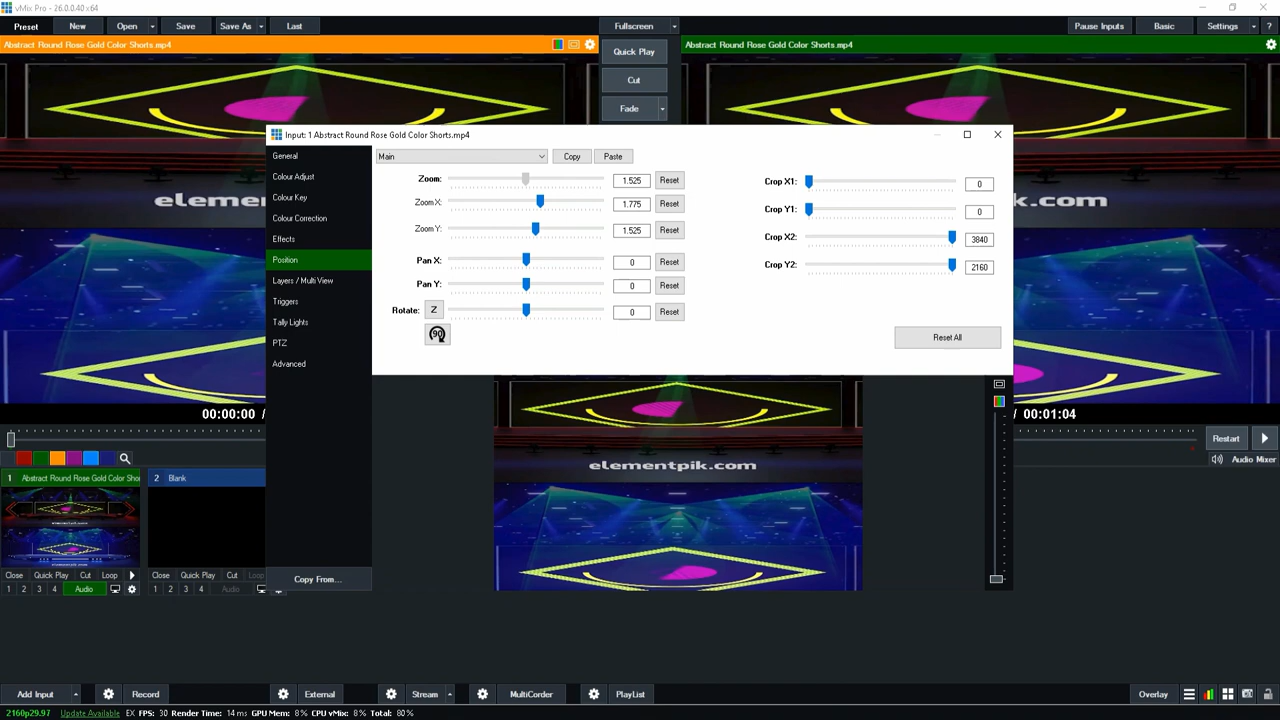 vMix Pro - 26.0.0.40 x64
Preset New Open Save Save As Last Fullscreen Pause Inputs Basic Settings ?
Abstract Round Rose Gold Color Shorts.mp4
Quick Play
Abstract Round Rose Gold Color Shorts.mp4
Cut
Fade
Input: 1 Abstract Round Rose Gold Color Shorts.mp4
General
Colour Adjust
Colour Key
Colour Correction
Effects
Position
Layers / Multi View
Triggers
Tally Lights
PTZ
Advanced
Copy From...
Main Copy Paste
Zoom: 1.525 Reset
Zoom X: 1.775 Reset
Zoom Y: 1.525 Reset
Pan X: 0 Reset
Pan Y: 0 Reset
Rotate: Z 0 Reset
90
Crop X1: 0
Crop Y1: 0
Crop X2: 3840
Crop Y2: 2160
Reset All
eleme
k.com
elementpik.com
00:00:00 /
/ 00:01:04
Restart
Audio Mixer
1 Abstract Round Rose Gold Color Shor
2 Blank
Close Quick Play Cut Loop
Close Quick Play Cut Loop
1 2 3 4 Audio
1 2 3 4 Audio
Add Input Record External Stream MultiCorder PlayList Overlay
2160p29.97 Update Available EX FPS: 30 Render Time: 14 ms GPU Mem: 8 % CPU vMix: 8 % Total: 80 %